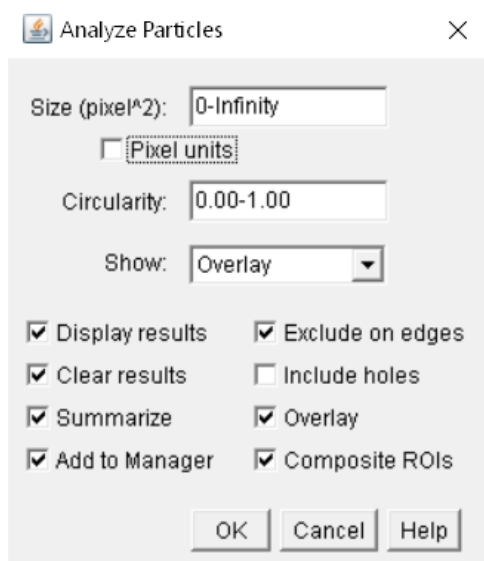 Analyze Particles
Size (pixel^2): 0-Infinity
Pixel units
Circularity: 0.00-1.00
Show: Overlay
Display results Exclude on edges
Clear results Include holes
Summarize Overlay
Add to Manager Composite ROIs
OK Cancel Help